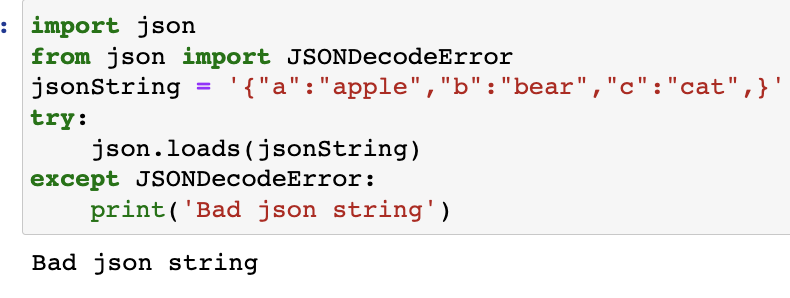 :
import json
from json import JSONDecodeError
jsonString = '{"a":"apple","b":"bear","c":"cat",}'
try:
    json.loads(jsonString)
except JSONDecodeError:
    print('Bad json string')
Bad json string